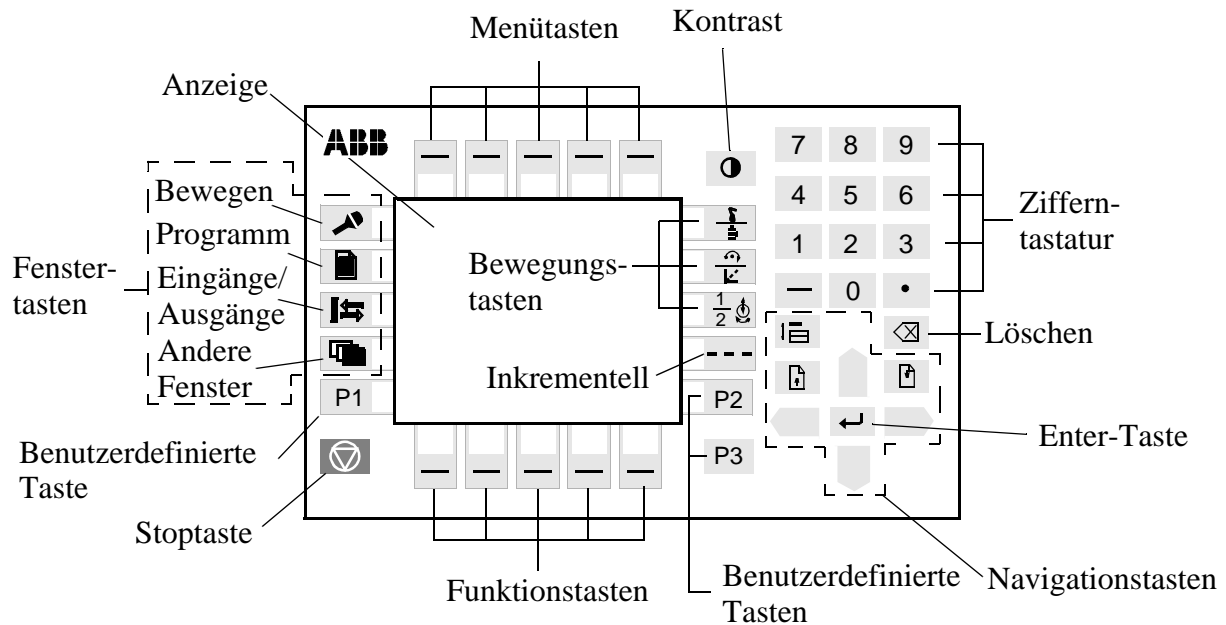 Menütasten
Kontrast
Anzeige
ABB
7 8 9
4 5 6
1 2 3
0
Ziffern-
tastatur
Fenster-
tasten
Bewegen
Programm
Eingänge/
Ausgänge
Andere
Fenster
Bewegungs-
tasten
1
2
Inkrementell
Löschen
P1
P2
P3
Enter-Taste
Benutzerdefinierte
Taste
Stoptaste
Funktionstasten
Benutzerdefinierte
Tasten
Navigationstasten